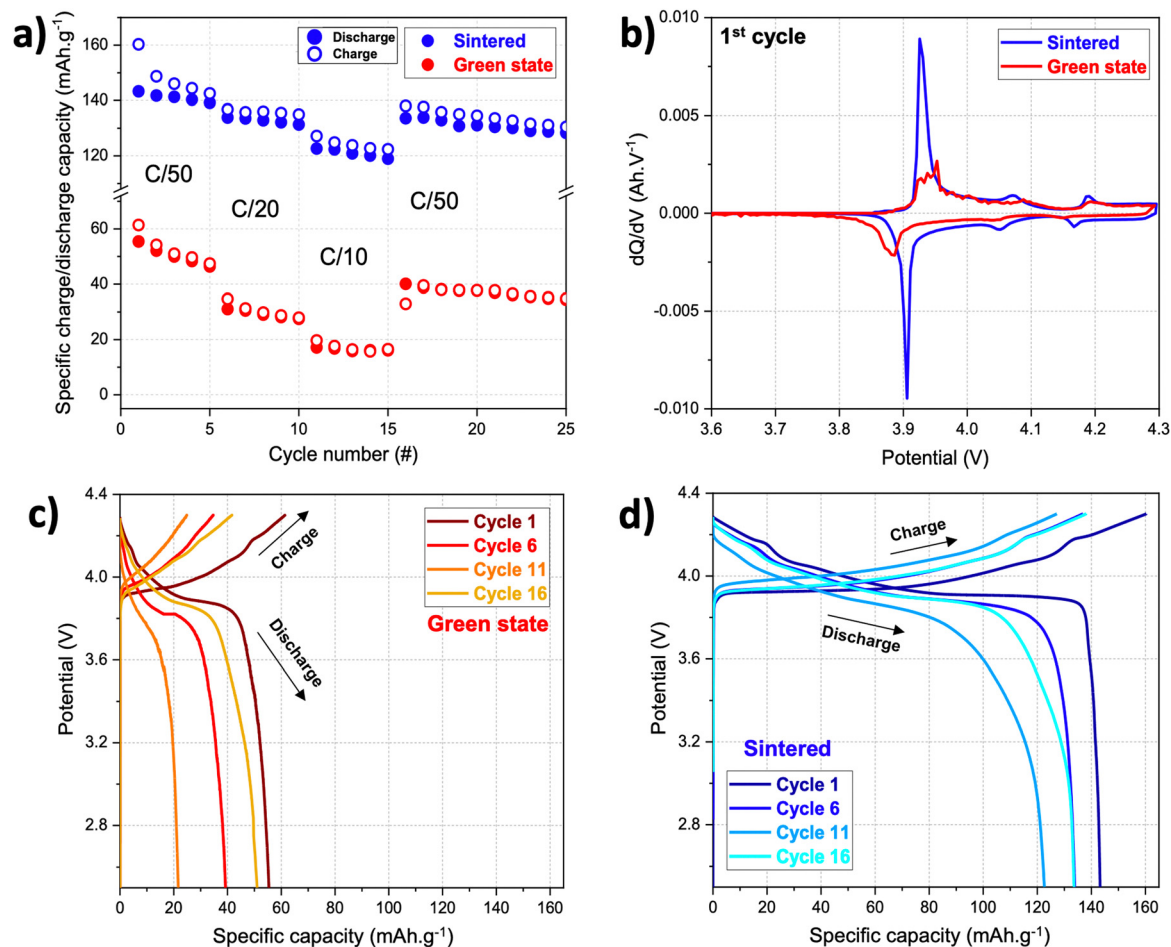 a)
Specific charge/discharge capacity (mAh.g⁻¹)
160
140
120
60
40
20
0
Discharge
Charge
Sintered
Green state
C/50
C/20
C/10
C/50
0
5
10
15
20
25
Cycle number (#)
b)
1st cycle
Sintered
Green state
dQ/dV (Ah.V⁻¹)
0.010
0.005
0.000
-0.005
-0.010
3.6
3.7
3.8
3.9
4.0
4.1
4.2
4.3
Potential (V)
c)
Potential (V)
4.4
4.0
3.6
3.2
2.8
Charge
Discharge
Cycle 1
Cycle 6
Cycle 11
Cycle 16
Green state
0
20
40
60
80
100
120
140
160
Specific capacity (mAh.g⁻¹)
d)
Potential (V)
4.4
4.0
3.6
3.2
2.8
Charge
Discharge
Sintered
Cycle 1
Cycle 6
Cycle 11
Cycle 16
0
20
40
60
80
100
120
140
160
Specific capacity (mAh.g⁻¹)